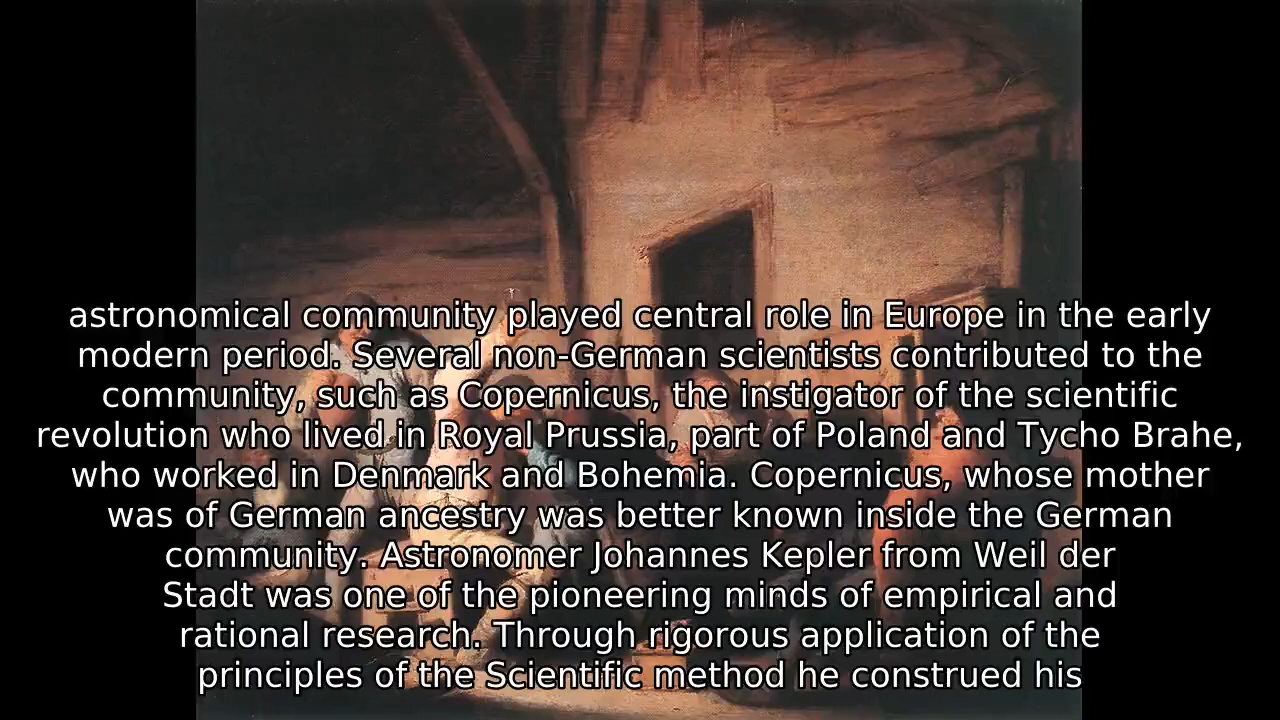 astronomical community played central role in Europe in the early
modern period. Several non-German scientists contributed to the
community, such as Copernicus, the instigator of the scientific
revolution who lived in Royal Prussia, part of Poland and Tycho Brahe,
who worked in Denmark and Bohemia. Copernicus, whose mother
was of German ancestry was better known inside the German
community. Astronomer Johannes Kepler from Weil der
Stadt was one of the pioneering minds of empirical and
rational research. Through rigorous application of the
principles of the Scientific method he construed his